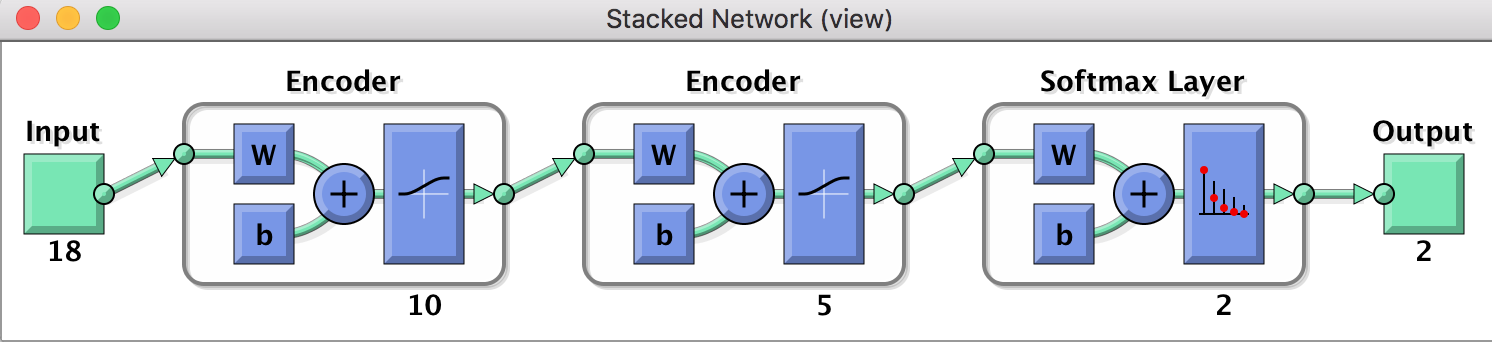 Stacked Network (view)
Encoder
Encoder
Softmax Layer
Input
Output
W
W
W
b
b
b
18
2
10
5
2